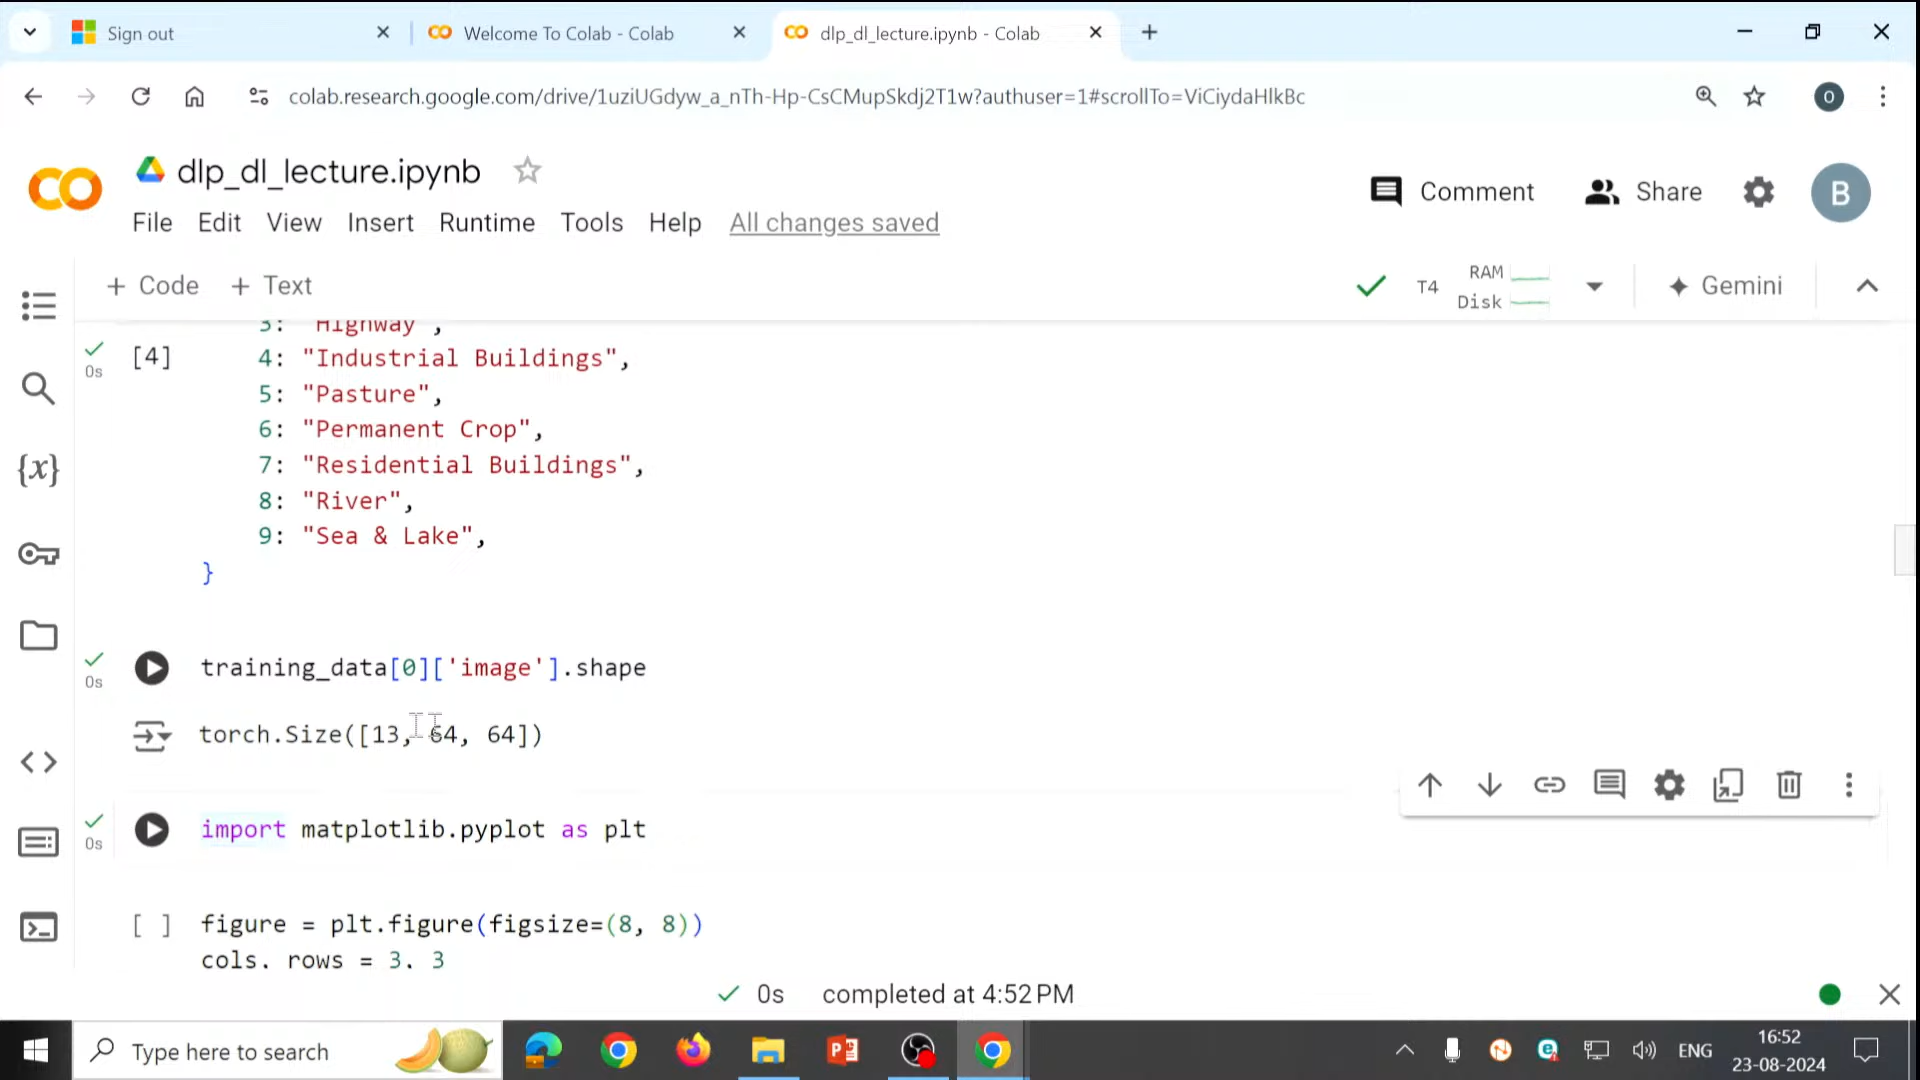 Sign out
Welcome To Colab - Colab
dlp_dl_lecture.ipynb - Colab
colab.research.google.com/drive/1uziUGdyw_a_nTh-Hp-CsCMupSkdj2T1w?authuser=1#scrollTo=ViCiydaHlkBc
O
dlp_dl_lecture.ipynb
Comment
Share
B
File Edit View Insert Runtime Tools Help All changes saved
+ Code + Text
T4
RAM
Disk
Gemini
3: "Highway",
0s
[4]
4: "Industrial Buildings",
5: "Pasture",
6: "Permanent Crop",
7: "Residential Buildings",
8: "River",
9: "Sea & Lake",
}
{x}
0s
training_data[0]['image'].shape
torch.Size([13, 64, 64])
0s
import matplotlib.pyplot as plt
[ ]
figure = plt.figure(figsize=(8, 8))
cols, rows = 3, 3
0s completed at 4:52 PM
Type here to search
ENG
16:52
23-08-2024